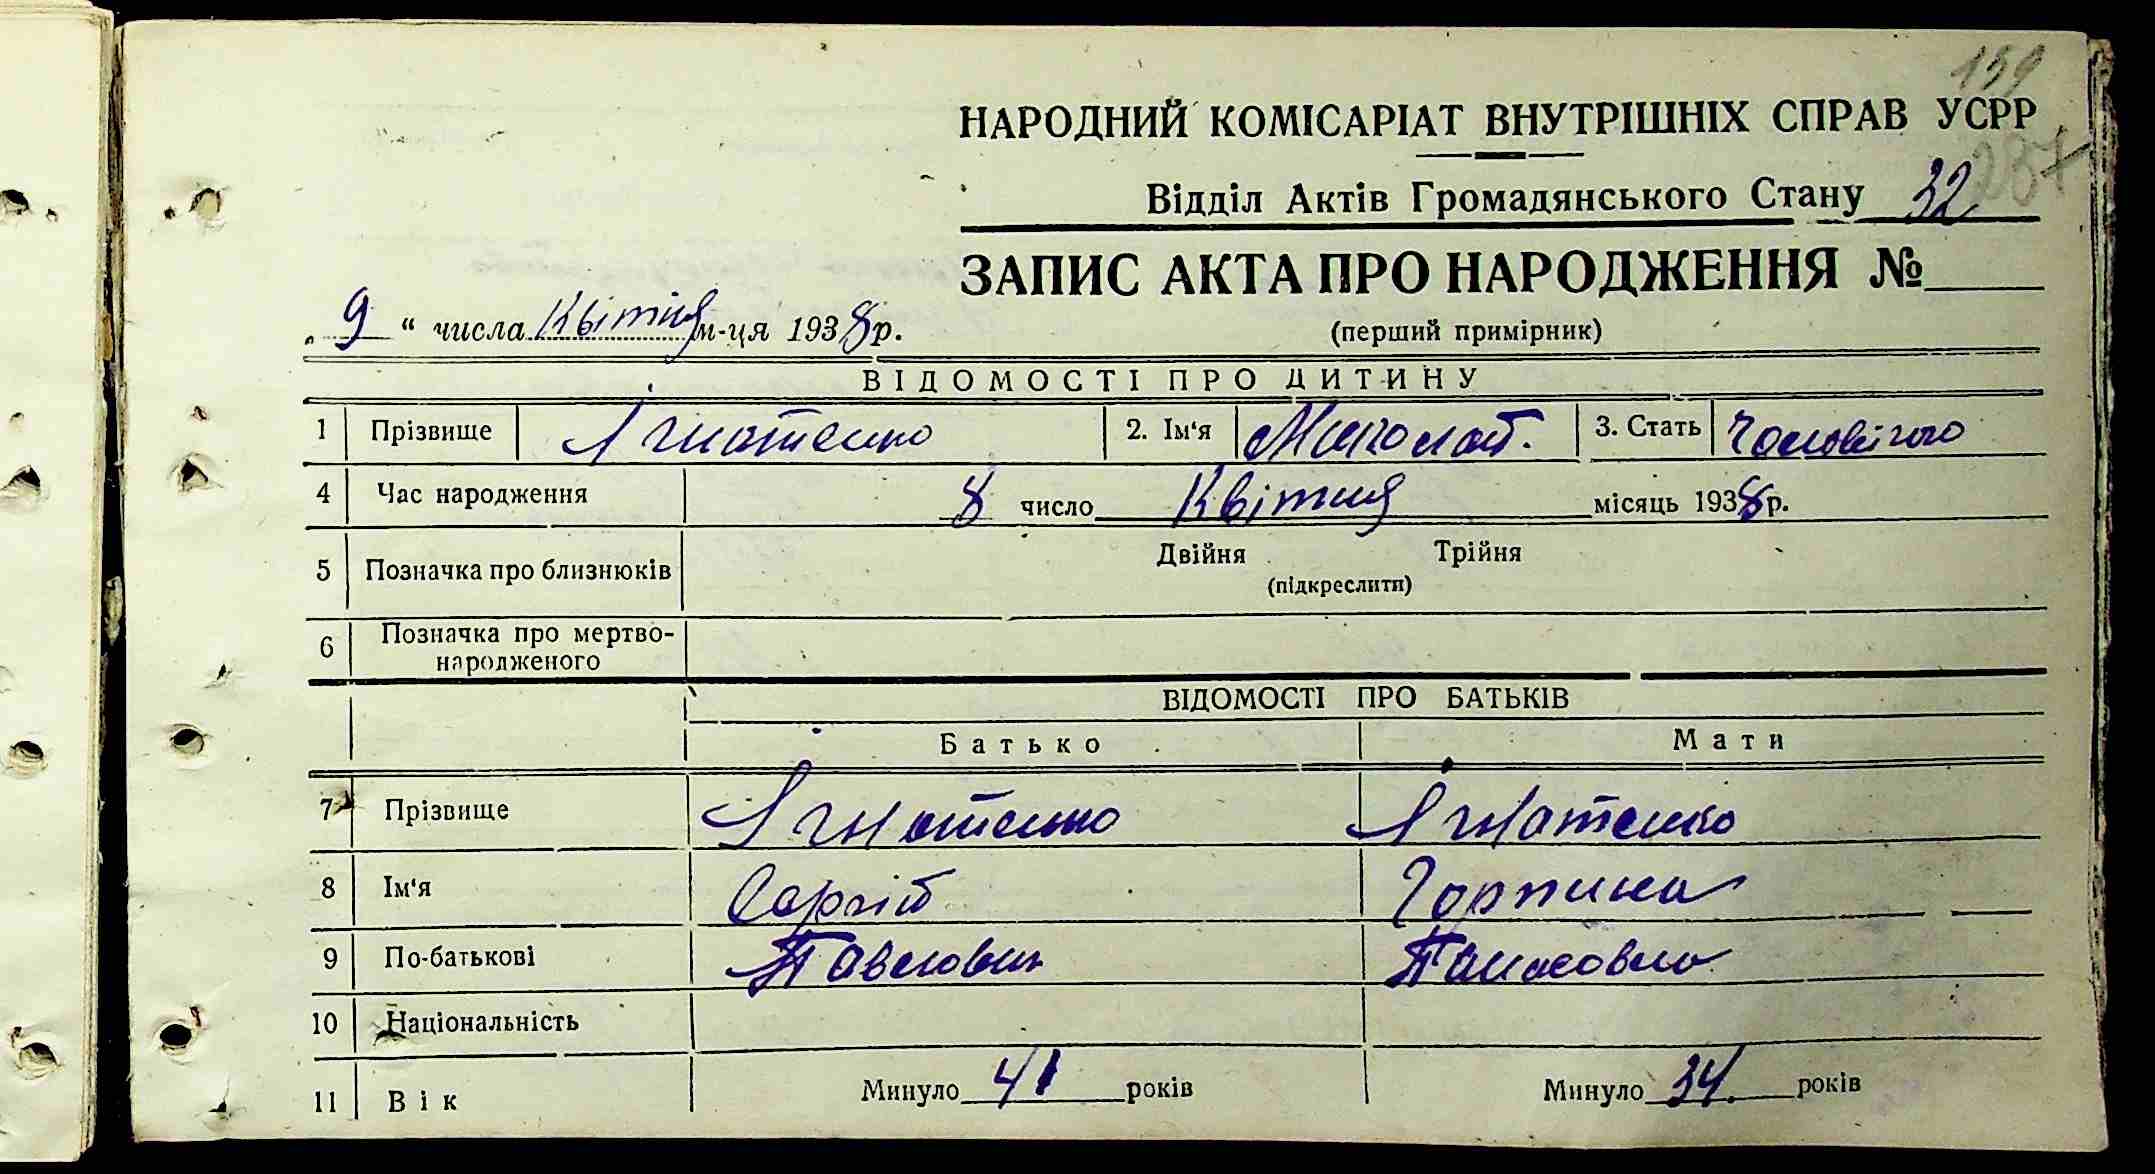 159
НАРОДНИЙ КОМІСАРІАТ ВНУТРІШНІХ СПРАВ УСРР
237
Відділ Актів Громадянського Стану 32
ЗАПИС АКТА ПРО НАРОДЖЕННЯ №
„ 9 “ числа Квітня м-ця 1938 р.
(перший примірник)
ВІДОМОСТІ ПРО ДИТИНУ
1 Прізвище Ігнатенко 2. Ім'я Миколай. 3. Стать Чоловічого
4 Час народження 8 число Квітня місяць 1938 р.
5 Позначка про близнюків Двійня Трійня
(підкреслити)
6 Позначка про мертво-
народженого
ВІДОМОСТІ ПРО БАТЬКІВ
Батько Мати
7 Прізвище Ігнатенко Ігнатенко
8 Ім'я Сергій Горпина
9 По-батькові Павлович Панасовна
10 Національність
11 Вік Минуло 41 років Минуло 34 років